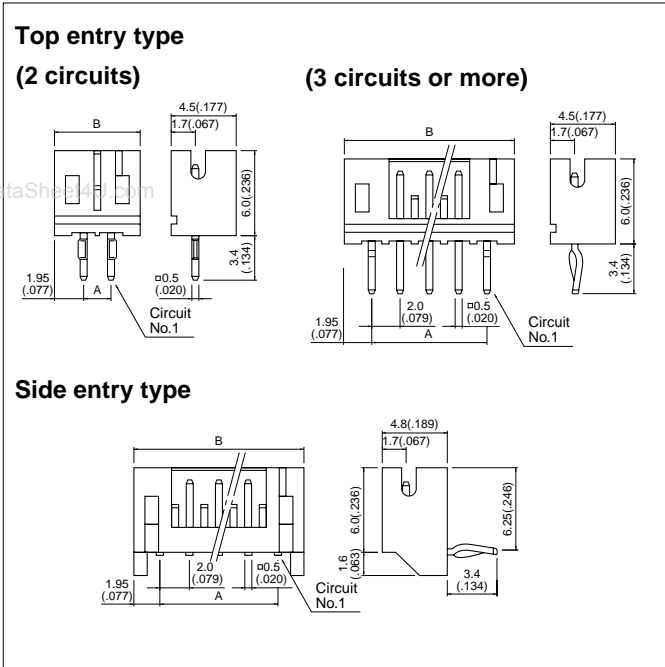 Top entry type
(2 circuits)
(3 circuits or more)
B
4.5(.177)
1.7(.067)
6.0(.236)
3.4
(.134)
1.95
(.077)
A
¤0.5
(.020)
Circuit
No.1
B
4.5(.177)
1.7(.067)
6.0(.236)
3.4
(.134)
1.95
(.077)
2.0
(.079)
¤0.5
(.020)
A
Circuit
No.1
ataSheet4U.com
Side entry type
B
4.8(.189)
1.7(.067)
6.0(.236)
1.6
(.063)
6.25(.246)
3.4
(.134)
1.95
(.077)
2.0
(.079)
¤0.5
(.020)
A
Circuit
No.1